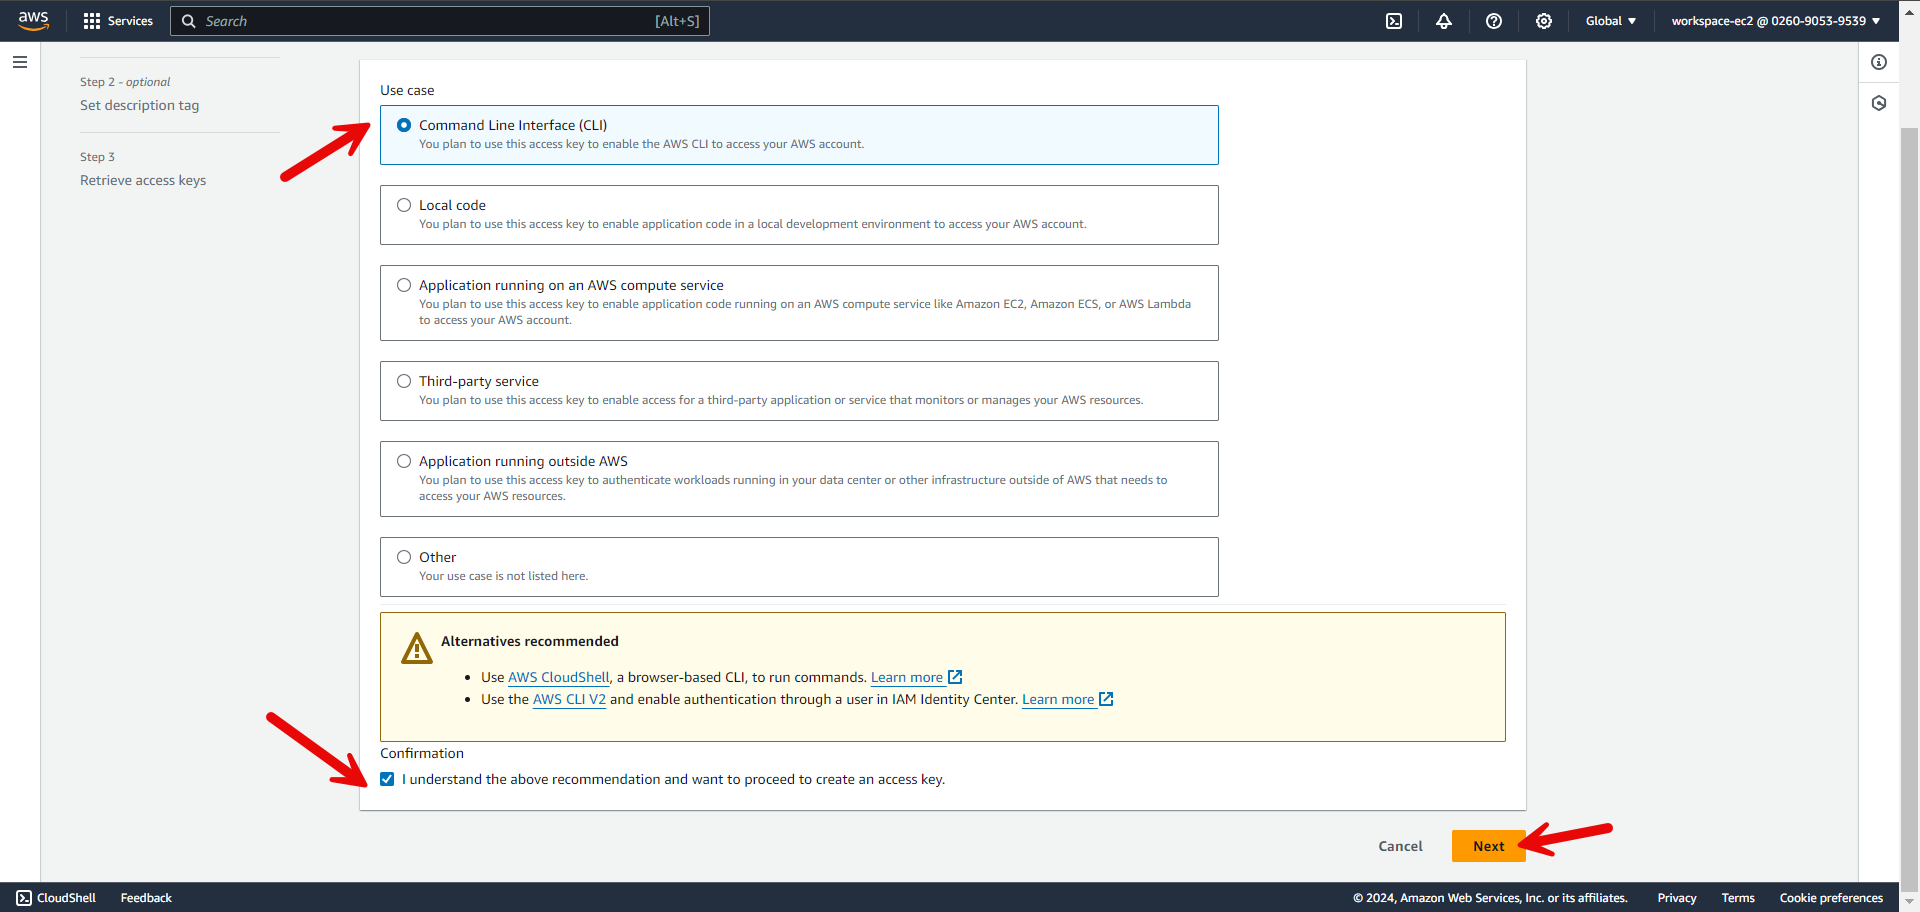 aws
Services
Search
[Alt+S]
Global
workspace-ec2 @ 0260-9053-9539
Step 2 - optional
Set description tag
Step 3
Retrieve access keys
Use case
Command Line Interface (CLI)
You plan to use this access key to enable the AWS CLI to access your AWS account.
Local code
You plan to use this access key to enable application code in a local development environment to access your AWS account.
Application running on an AWS compute service
You plan to use this access key to enable application code running on an AWS compute service like Amazon EC2, Amazon ECS, or AWS Lambda
to access your AWS account.
Third-party service
You plan to use this access key to enable access for a third-party application or service that monitors or manages your AWS resources.
Application running outside AWS
You plan to use this access key to authenticate workloads running in your data center or other infrastructure outside of AWS that needs to
access your AWS resources.
Other
Your use case is not listed here.
Alternatives recommended
• Use AWS CloudShell, a browser-based CLI, to run commands. Learn more
• Use the AWS CLI V2 and enable authentication through a user in IAM Identity Center. Learn more
Confirmation
I understand the above recommendation and want to proceed to create an access key.
Cancel
Next
CloudShell
Feedback
© 2024, Amazon Web Services, Inc. or its affiliates.
Privacy
Terms
Cookie preferences